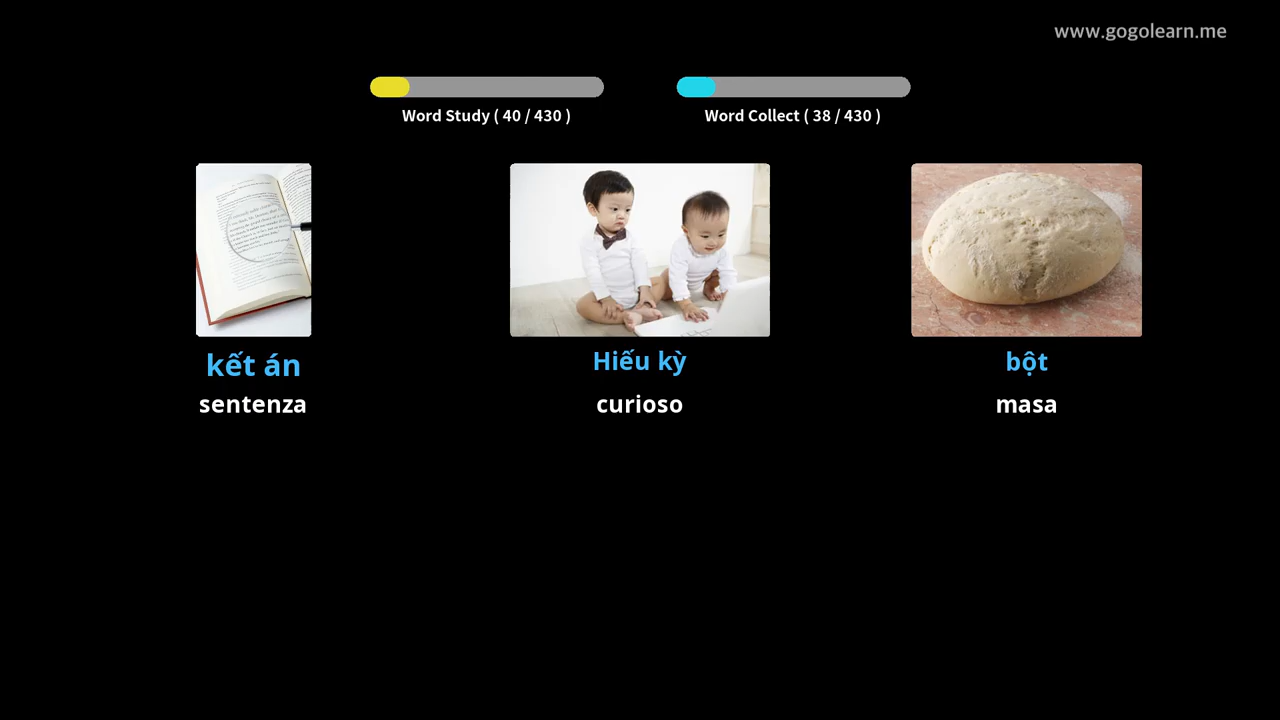 www.gogolearn.me
Word Study ( 40 / 430 )
Word Collect ( 38 / 430 )
kết án
Hiếu kỳ
bột
sentenza
curioso
masa